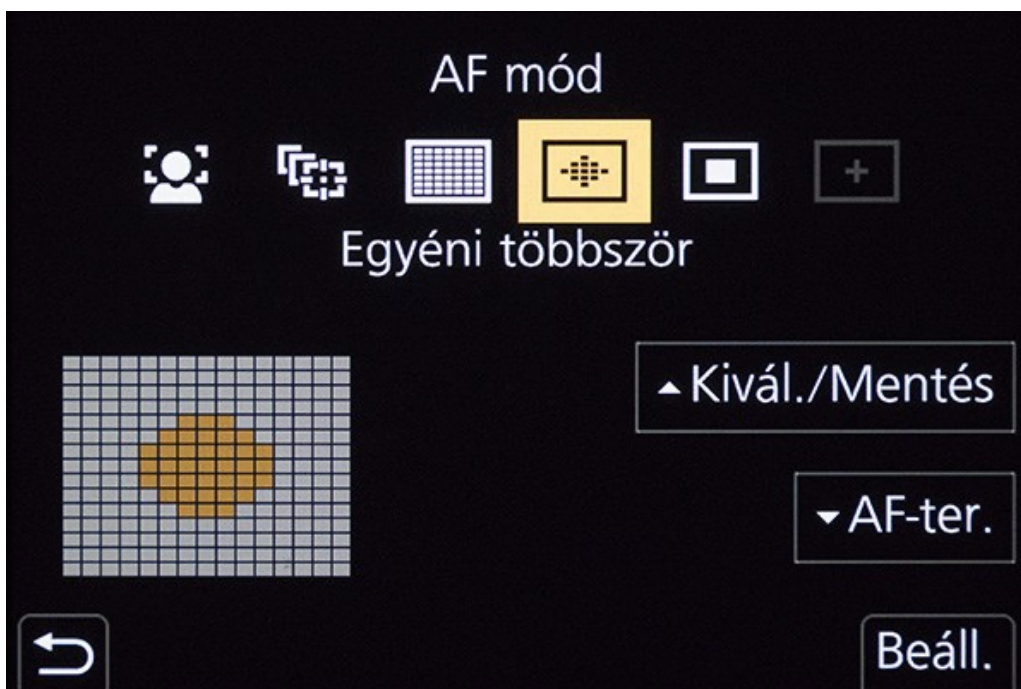 AF mód
Egyéni többször
Kivál./Mentés
AF-ter.
Beáll.